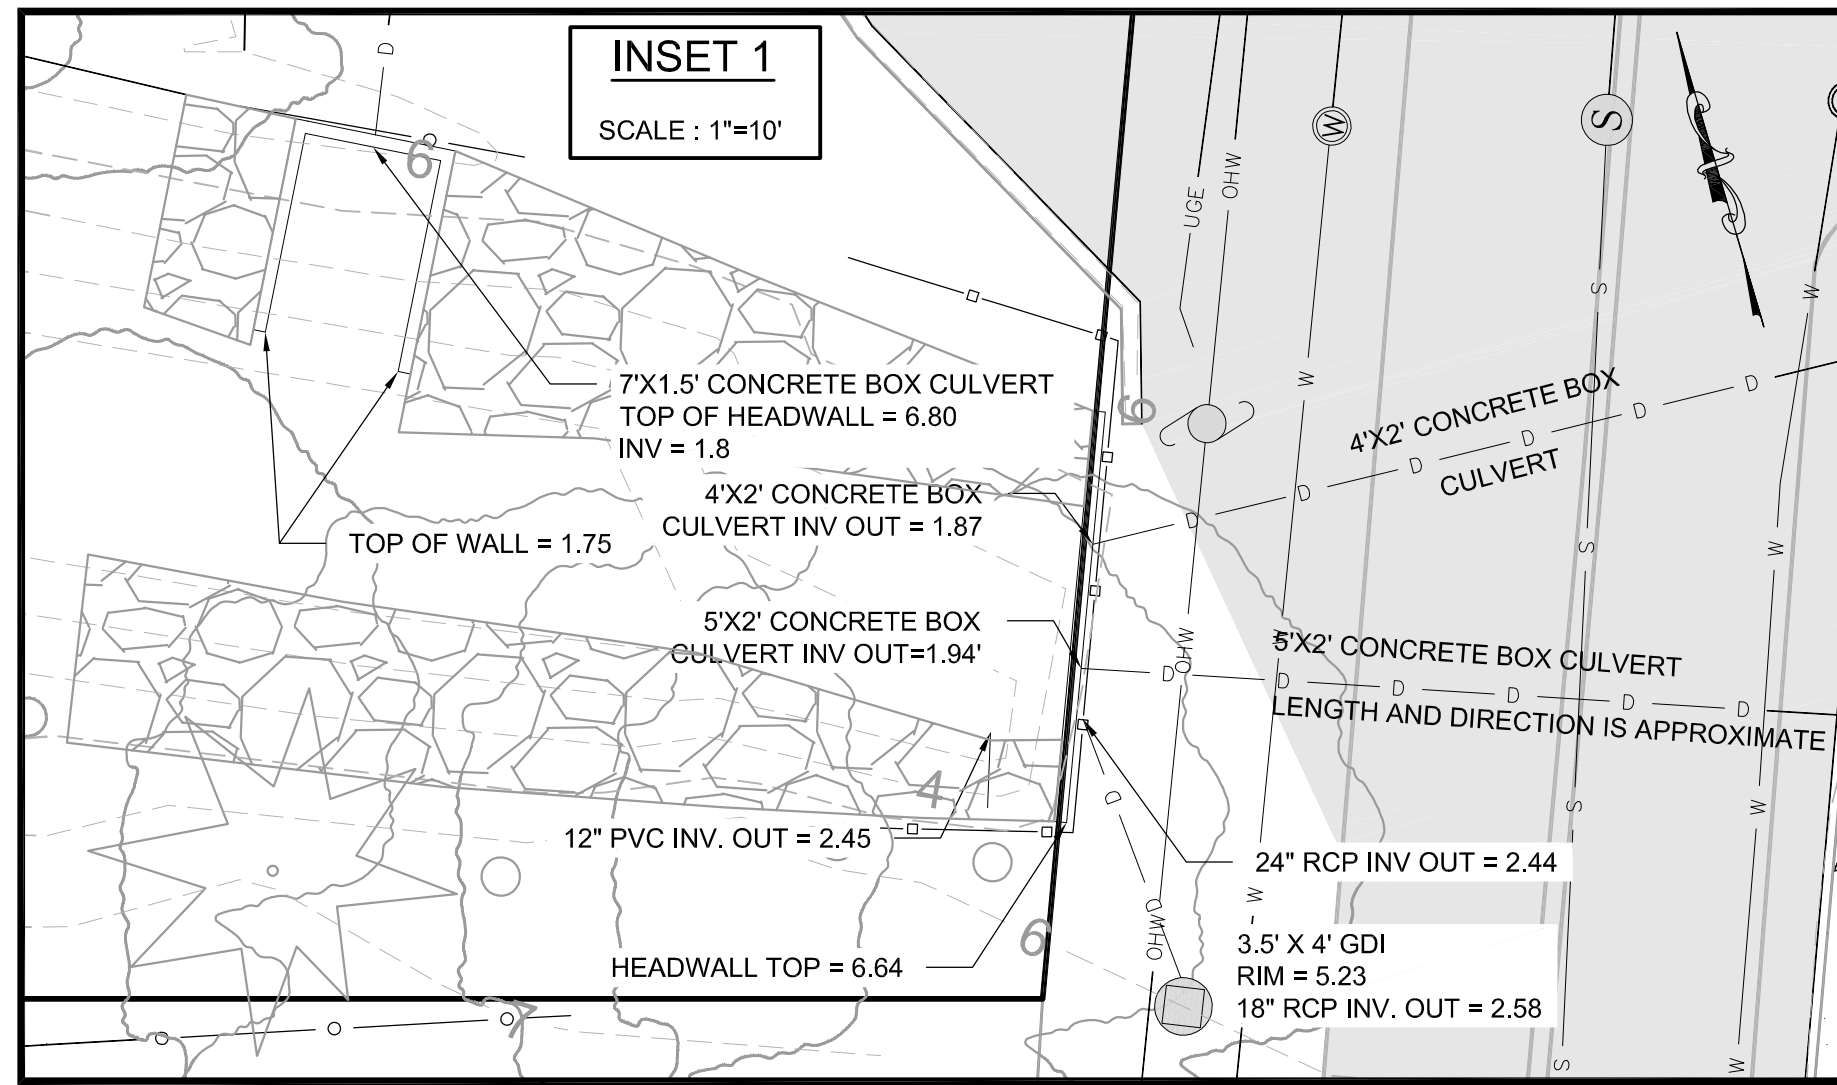 INSET 1
SCALE : 1"=10'
D
6
UGE
OHW
W
S
7'X1.5' CONCRETE BOX CULVERT
TOP OF HEADWALL = 6.80
INV = 1.8
6
S
W
W
4'X2' CONCRETE BOX
CULVERT
D
D
D
D
D
D
4'X2' CONCRETE BOX
CULVERT INV OUT = 1.87
TOP OF WALL = 1.75
S
W
5'X2' CONCRETE BOX
CULVERT INV OUT=1.94'
OHW
W
5'X2' CONCRETE BOX CULVERT
D
D
D
D
D
D
LENGTH AND DIRECTION IS APPROXIMATE
4
D
S
W
12" PVC INV. OUT = 2.45
24" RCP INV OUT = 2.44
W
D
OHW
6
HEADWALL TOP = 6.64
3.5' X 4' GDI
RIM = 5.23
18" RCP INV. OUT = 2.58
7
S
W